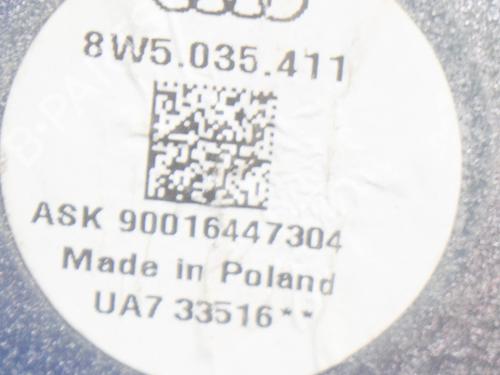 8W5.035.411
ASK 90016447304
Made in Poland
UA7 33516**